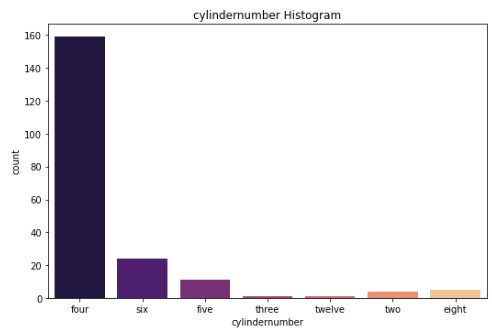 cylindernumber Histogram
160
140
120
100
80
60
40
20
0
count
four six five three twelve two eight
cylindernumber